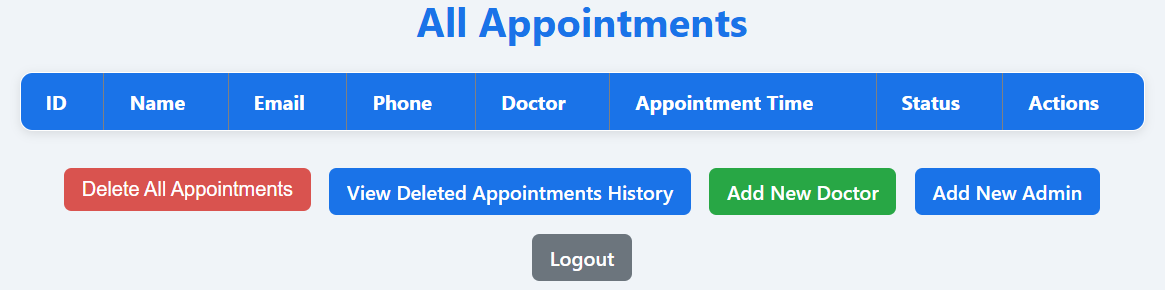 All Appointments
ID Name Email Phone Doctor Appointment Time Status Actions
Delete All Appointments View Deleted Appointments History Add New Doctor Add New Admin
Logout